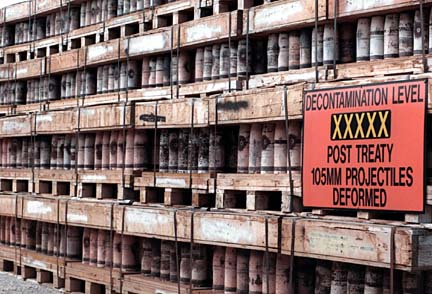 DECONTAMINATION LEVEL
XXXXX
POST TREATY
105MM PROJECTILES
DEFORMED